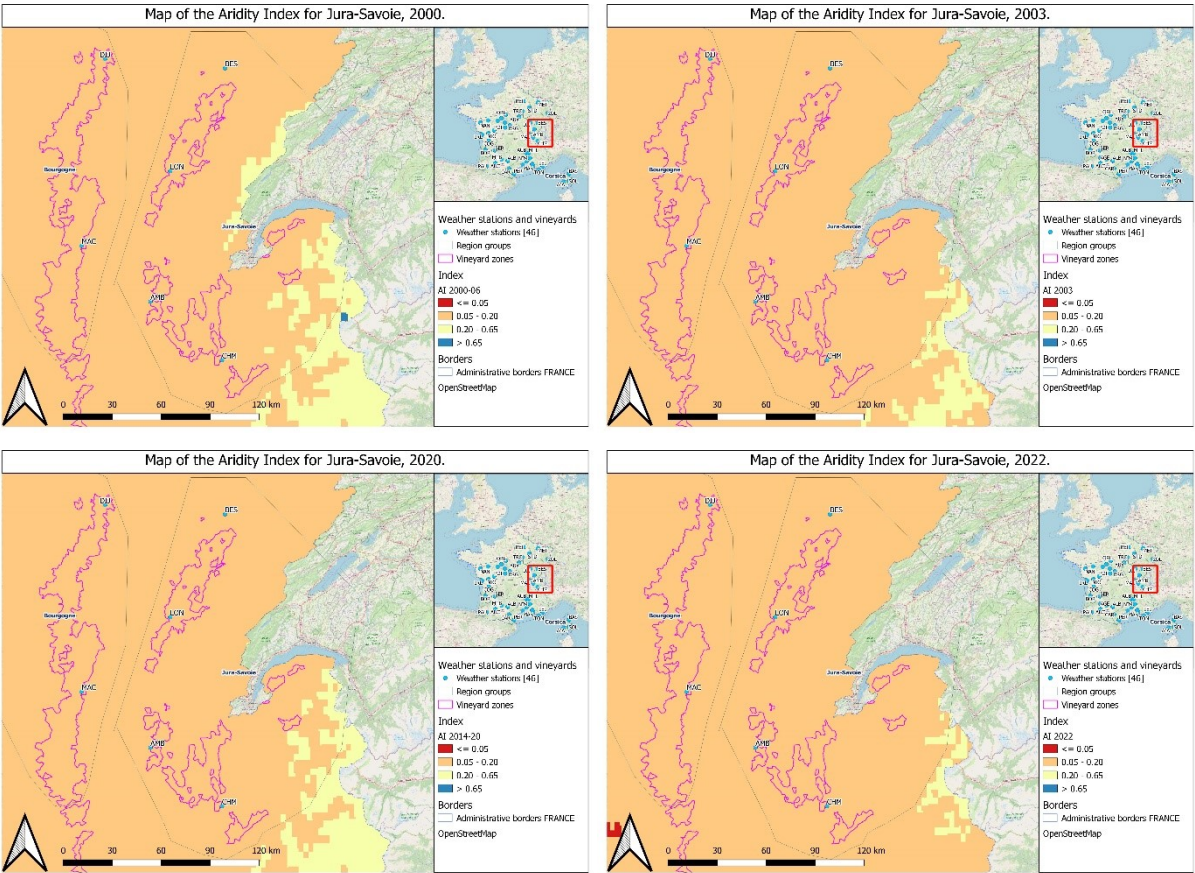 Map of the Aridity Index for Jura-Savoie, 2000.
DIJ
BES
Bourgogne
LON
MAC
Jura-Savoie
AMB
CHM
0 30 60 90 120 km
Corsica
Weather stations and vineyards
Weather stations [46]
Region groups
Vineyard zones
Index
AI 2000-06
<= 0.05
0.05 - 0.20
0.20 - 0.65
> 0.65
Borders
Administrative borders FRANCE
OpenStreetMap
Map of the Aridity Index for Jura-Savoie, 2003.
DIJ
BES
Bourgogne
LON
MAC
Jura-Savoie
AMB
CHM
0 30 60 90 120 km
Corsica
Weather stations and vineyards
Weather stations [46]
Region groups
Vineyard zones
Index
AI 2003
<= 0.05
0.05 - 0.20
0.20 - 0.65
> 0.65
Borders
Administrative borders FRANCE
OpenStreetMap
Map of the Aridity Index for Jura-Savoie, 2020.
DIJ
BES
Bourgogne
LON
MAC
Jura-Savoie
AMB
CHM
0 30 60 90 120 km
Corsica
Weather stations and vineyards
Weather stations [46]
Region groups
Vineyard zones
Index
AI 2014-20
<= 0.05
0.05 - 0.20
0.20 - 0.65
> 0.65
Borders
Administrative borders FRANCE
OpenStreetMap
Map of the Aridity Index for Jura-Savoie, 2022.
DIJ
BES
Bourgogne
LON
MAC
Jura-Savoie
AMB
CHM
0 30 60 90 120 km
Corsica
Weather stations and vineyards
Weather stations [46]
Region groups
Vineyard zones
Index
AI 2022
<= 0.05
0.05 - 0.20
0.20 - 0.65
> 0.65
Borders
Administrative borders FRANCE
OpenStreetMap